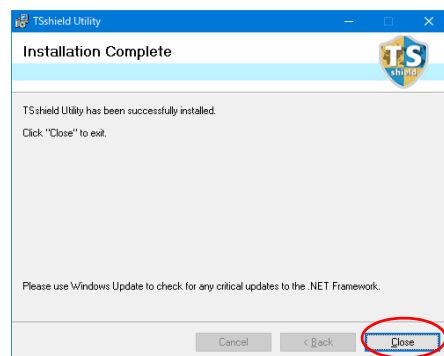 TSshield Utility
Installation Complete
TS
shield
TSshield Utility has been successfully installed.
Click "Close" to exit.
Please use Windows Update to check for any critical updates to the .NET Framework.
Cancel
< Back
Close